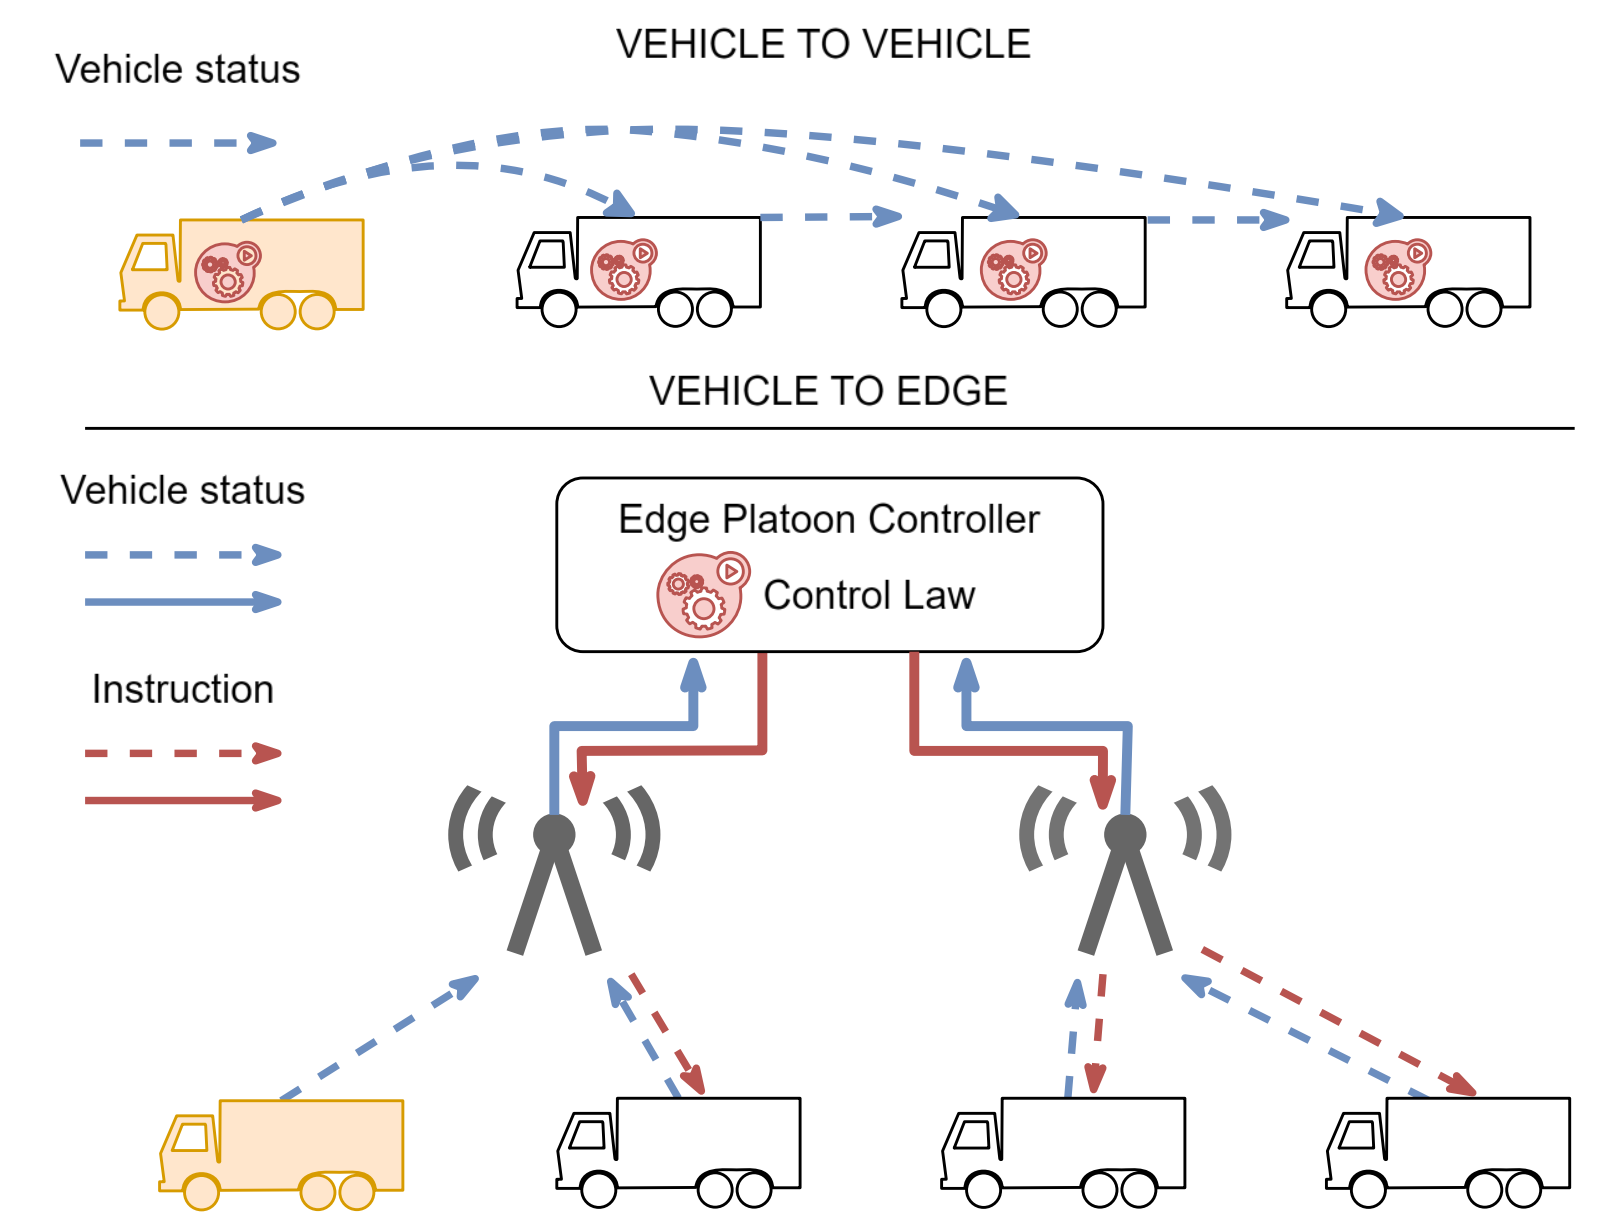 VEHICLE TO VEHICLE
Vehicle status
VEHICLE TO EDGE
Vehicle status
Edge Platoon Controller
Control Law
Instruction